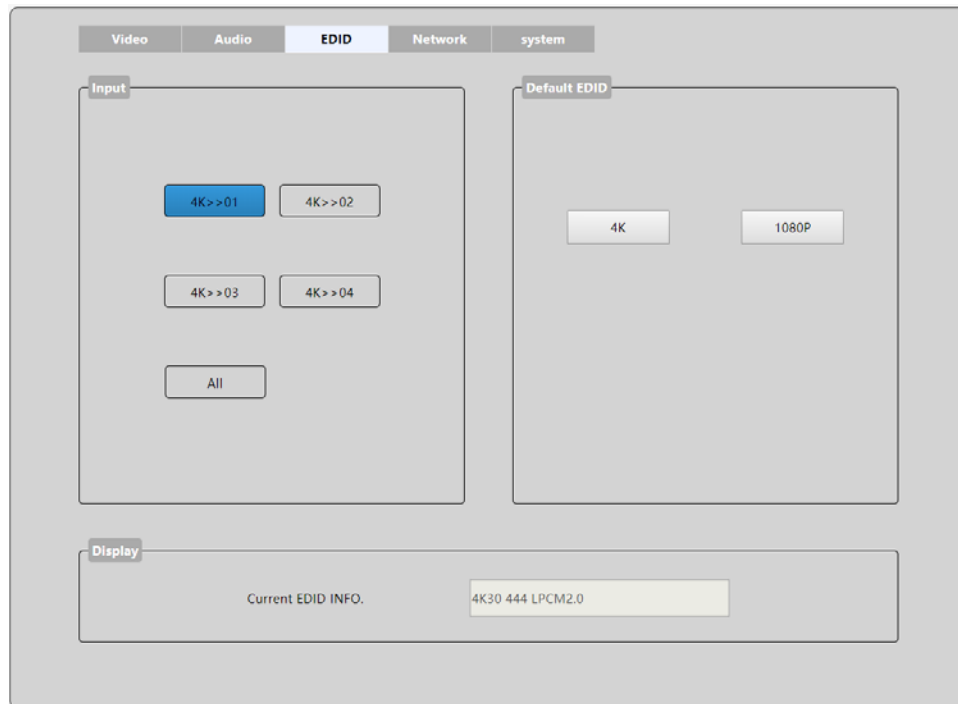 Video Audio EDID Network system
Input
Default EDID
4K>>01 4K>>02
4K 1080P
4K>>03 4K>>04
All
Display
Current EDID INFO. 4K30 444 LPCM2.0